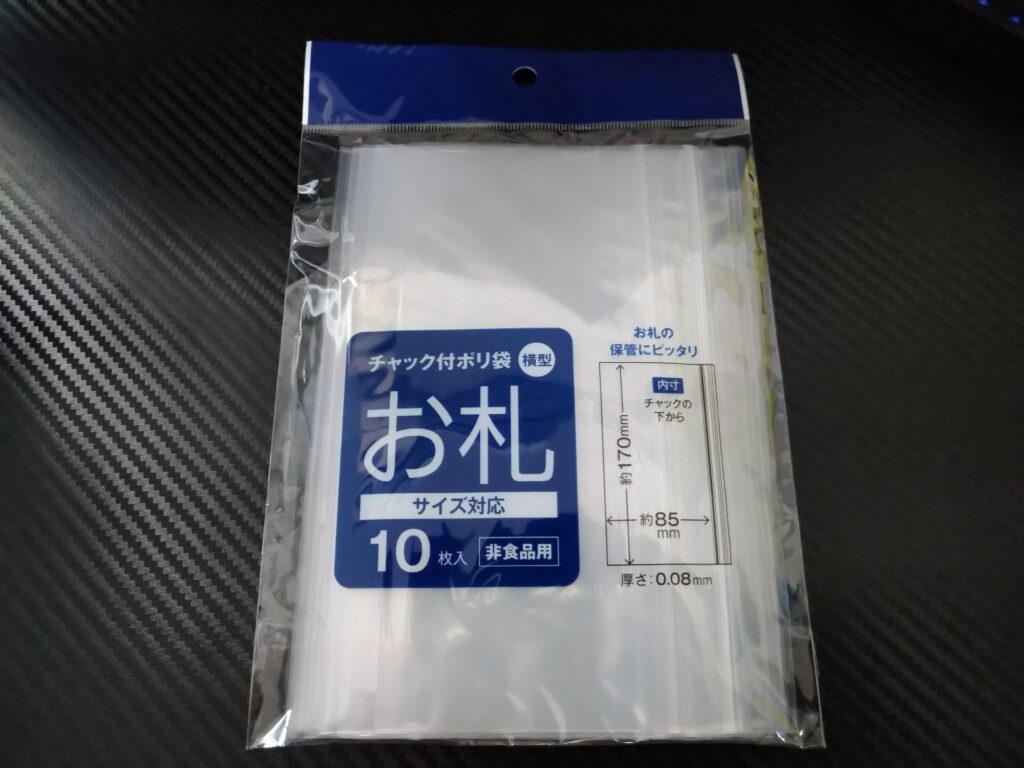 チャック付ポリ袋 横型
お札
サイズ対応
10枚入 非食品用
お札の
保管にピッタリ
内寸
チャックの
下から
約170mm
約85
mm
厚さ:0.08mm